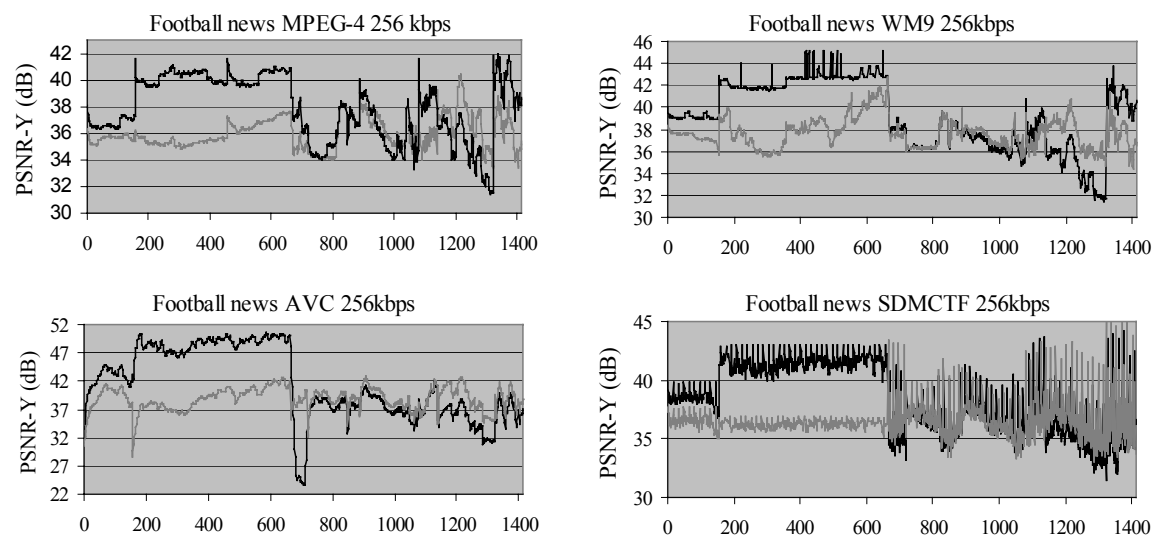 Football news MPEG-4 256 kbps
PSNR-Y (dB)
42
40
38
36
34
32
30
0 200 400 600 800 1000 1200 1400
Football news WM9 256kbps
PSNR-Y (dB)
46
44
42
40
38
36
34
32
30
0 200 400 600 800 1000 1200 1400
Football news AVC 256kbps
PSNR-Y (dB)
52
47
42
37
32
27
22
0 200 400 600 800 1000 1200 1400
Football news SDMCTF 256kbps
PSNR-Y (dB)
45
40
35
30
0 200 400 600 800 1000 1200 1400